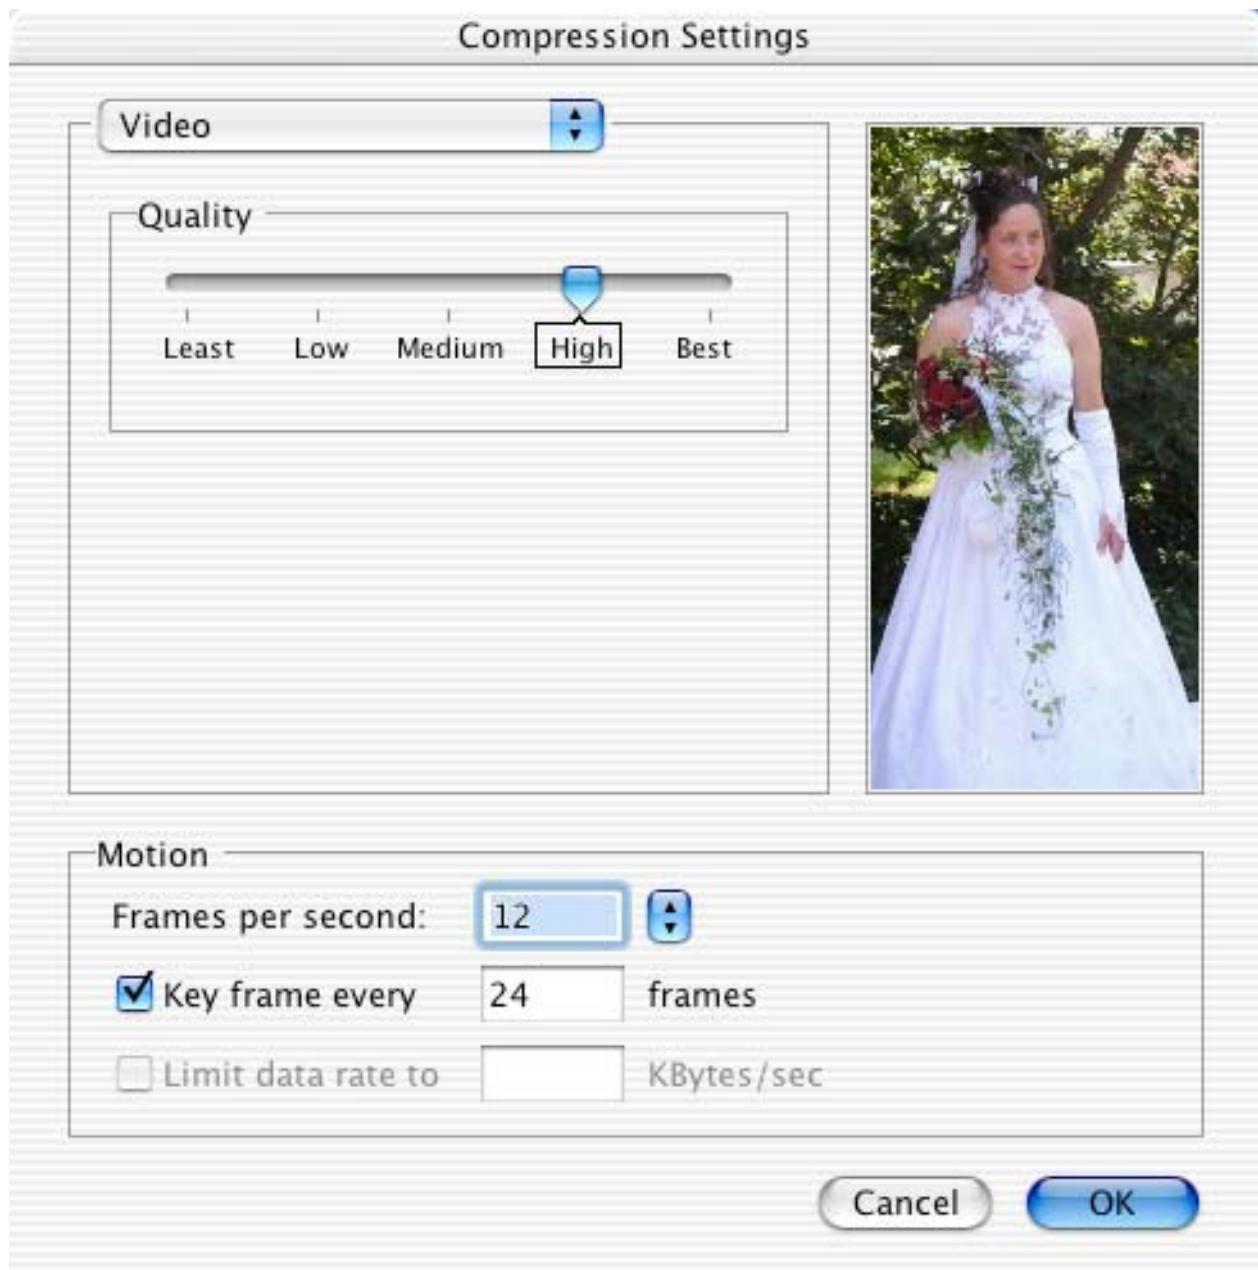 Compression Settings
Video
Quality
Least Low Medium High Best
Motion
Frames per second: 12
Key frame every 24 frames
Limit data rate to KBytes/sec
Cancel OK